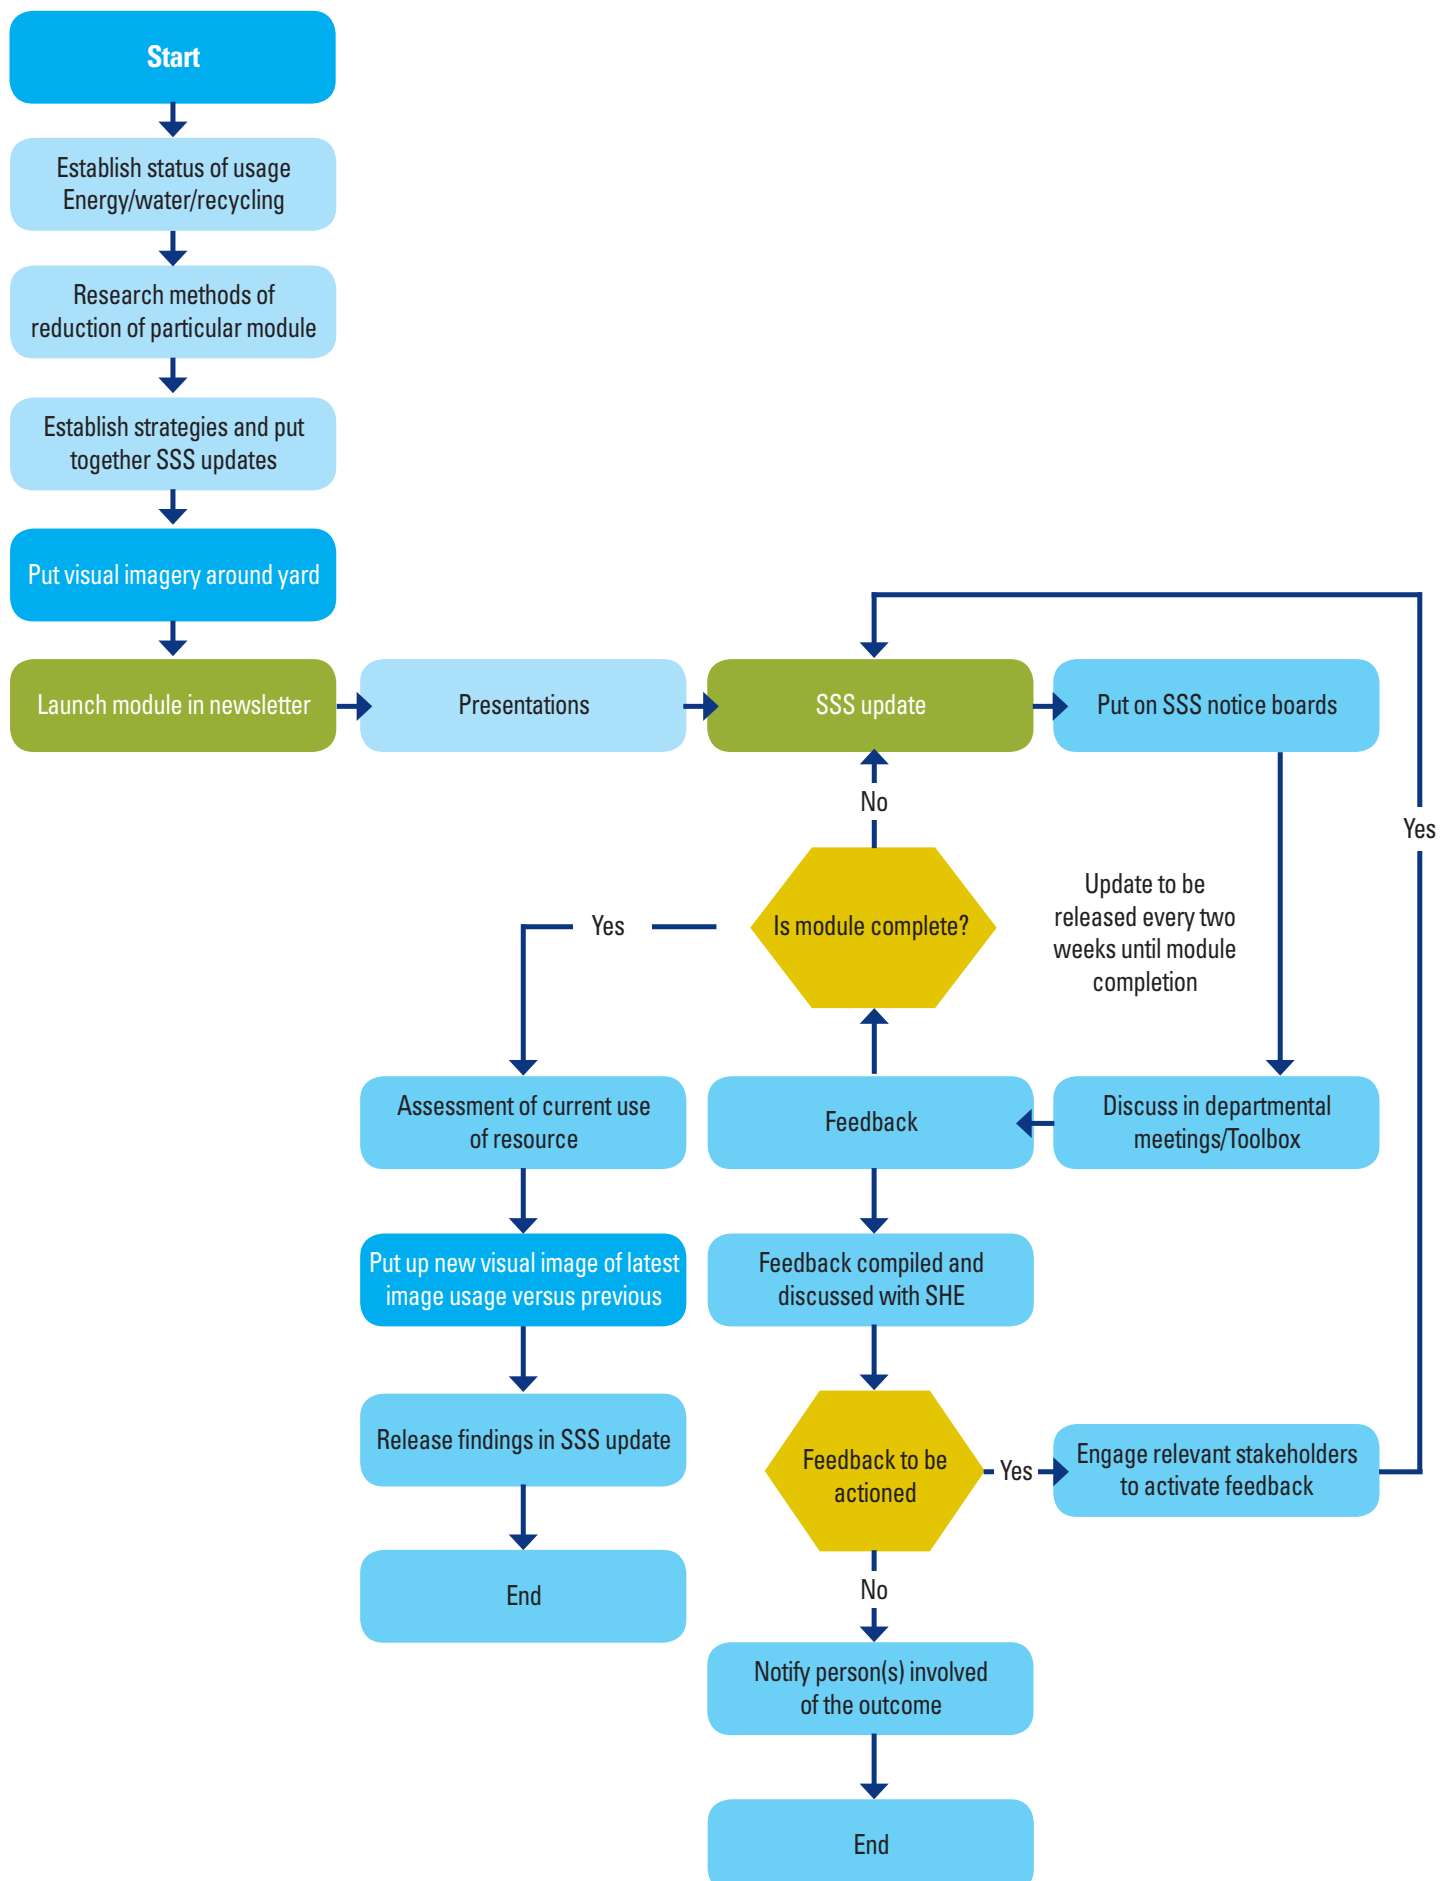 Start
Establish status of usage
Energy/water/recycling
Research methods of
reduction of particular module
Establish strategies and put
together SSS updates
Put visual imagery around yard
Launch module in newsletter
Presentations
SSS update
Put on SSS notice boards
No
Yes
Is module complete?
Yes
Update to be
released every two
weeks until module
completion
Assessment of current use
of resource
Feedback
Discuss in departmental
meetings/Toolbox
Put up new visual image of latest
image usage versus previous
Feedback compiled and
discussed with SHE
Release findings in SSS update
Feedback to be
actioned
Yes
Engage relevant stakeholders
to activate feedback
End
No
Notify person(s) involved
of the outcome
End